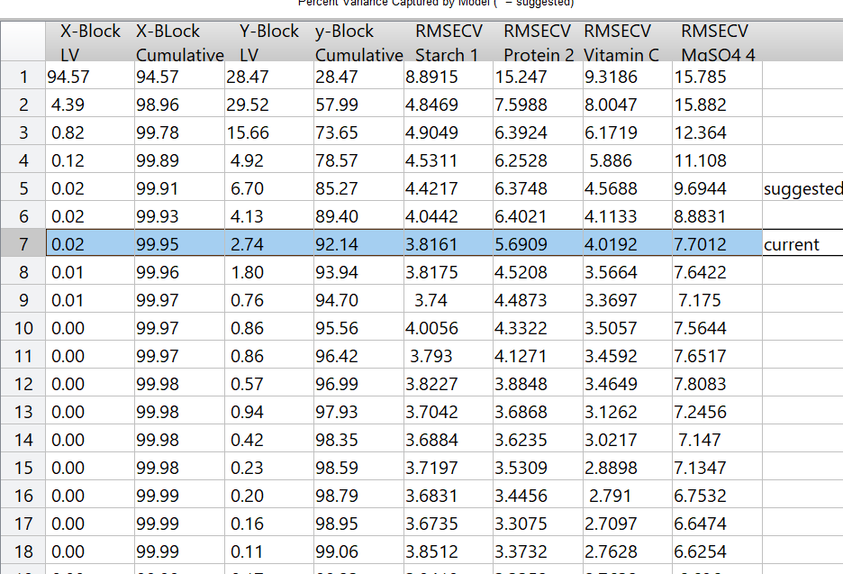 Percent Variance Captured by Model (* = suggested)
X-Block X-BLock Y-Block y-Block RMSECV RMSECV RMSECV RMSECV
LV Cumulative LV Cumulative Starch 1 Protein 2 Vitamin C MgSO4 4
1 94.57 94.57 28.47 28.47 8.8915 15.247 9.3186 15.785
2 4.39 98.96 29.52 57.99 4.8469 7.5988 8.0047 15.882
3 0.82 99.78 15.66 73.65 4.9049 6.3924 6.1719 12.364
4 0.12 99.89 4.92 78.57 4.5311 6.2528 5.886 11.108
5 0.02 99.91 6.70 85.27 4.4217 6.3748 4.5688 9.6944 suggested
6 0.02 99.93 4.13 89.40 4.0442 6.4021 4.1133 8.8831
7 0.02 99.95 2.74 92.14 3.8161 5.6909 4.0192 7.7012 current
8 0.01 99.96 1.80 93.94 3.8175 4.5208 3.5664 7.6422
9 0.01 99.97 0.76 94.70 3.74 4.4873 3.3697 7.175
10 0.00 99.97 0.86 95.56 4.0056 4.3322 3.5057 7.5644
11 0.00 99.97 0.86 96.42 3.793 4.1271 3.4592 7.6517
12 0.00 99.98 0.57 96.99 3.8227 3.8848 3.4649 7.8083
13 0.00 99.98 0.94 97.93 3.7042 3.6868 3.1262 7.2456
14 0.00 99.98 0.42 98.35 3.6884 3.6235 3.0217 7.147
15 0.00 99.98 0.23 98.59 3.7197 3.5309 2.8898 7.1347
16 0.00 99.99 0.20 98.79 3.6831 3.4456 2.791 6.7532
17 0.00 99.99 0.16 98.95 3.6735 3.3075 2.7097 6.6474
18 0.00 99.99 0.11 99.06 3.8512 3.3732 2.7628 6.6254